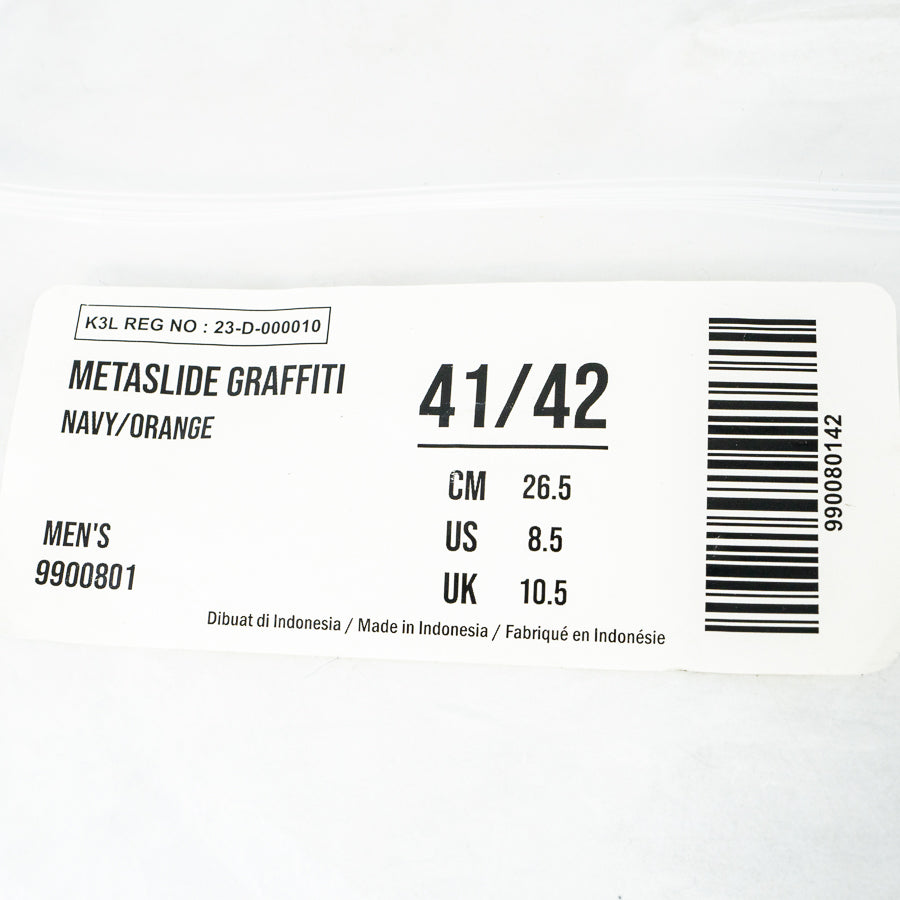 K3L REG NO : 23-D-000010
METASLIDE GRAFFITI
NAVY/ORANGE
MEN'S
9900801
41/42
CM 26.5
US 8.5
UK 10.5
Dibuat di Indonesia / Made in Indonesia / Fabriqué en Indonésie
990080142